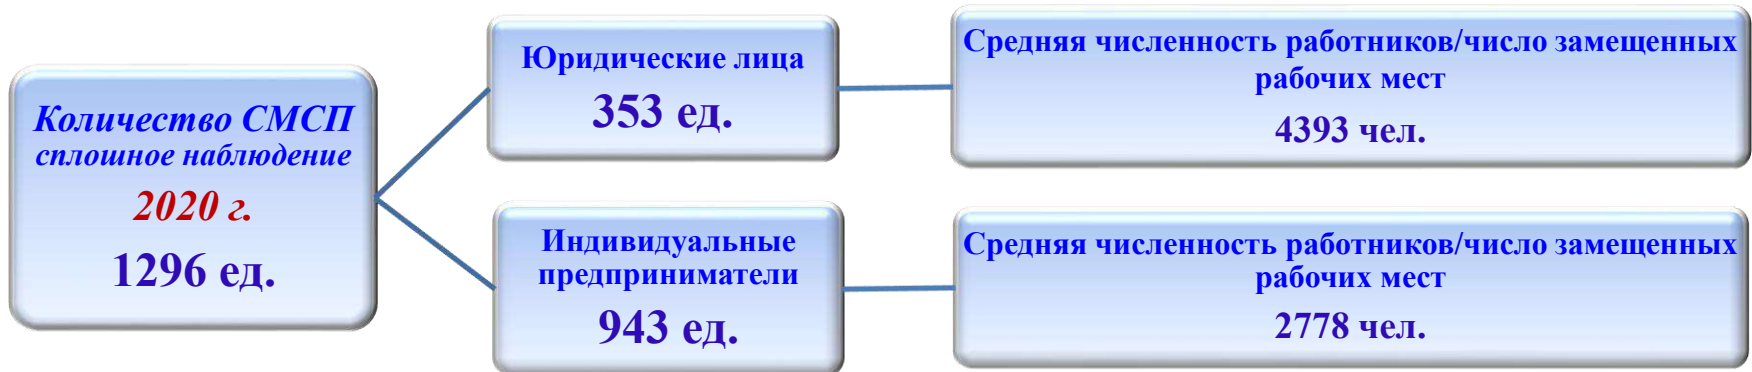 Количество СМСП
сплошное наблюдение
2020 г.
1296 ед.
Юридические лица
353 ед.
Средняя численность работников/число замещенных
рабочих мест
4393 чел.
Индивидуальные
предприниматели
943 ед.
Средняя численность работников/число замещенных
рабочих мест
2778 чел.